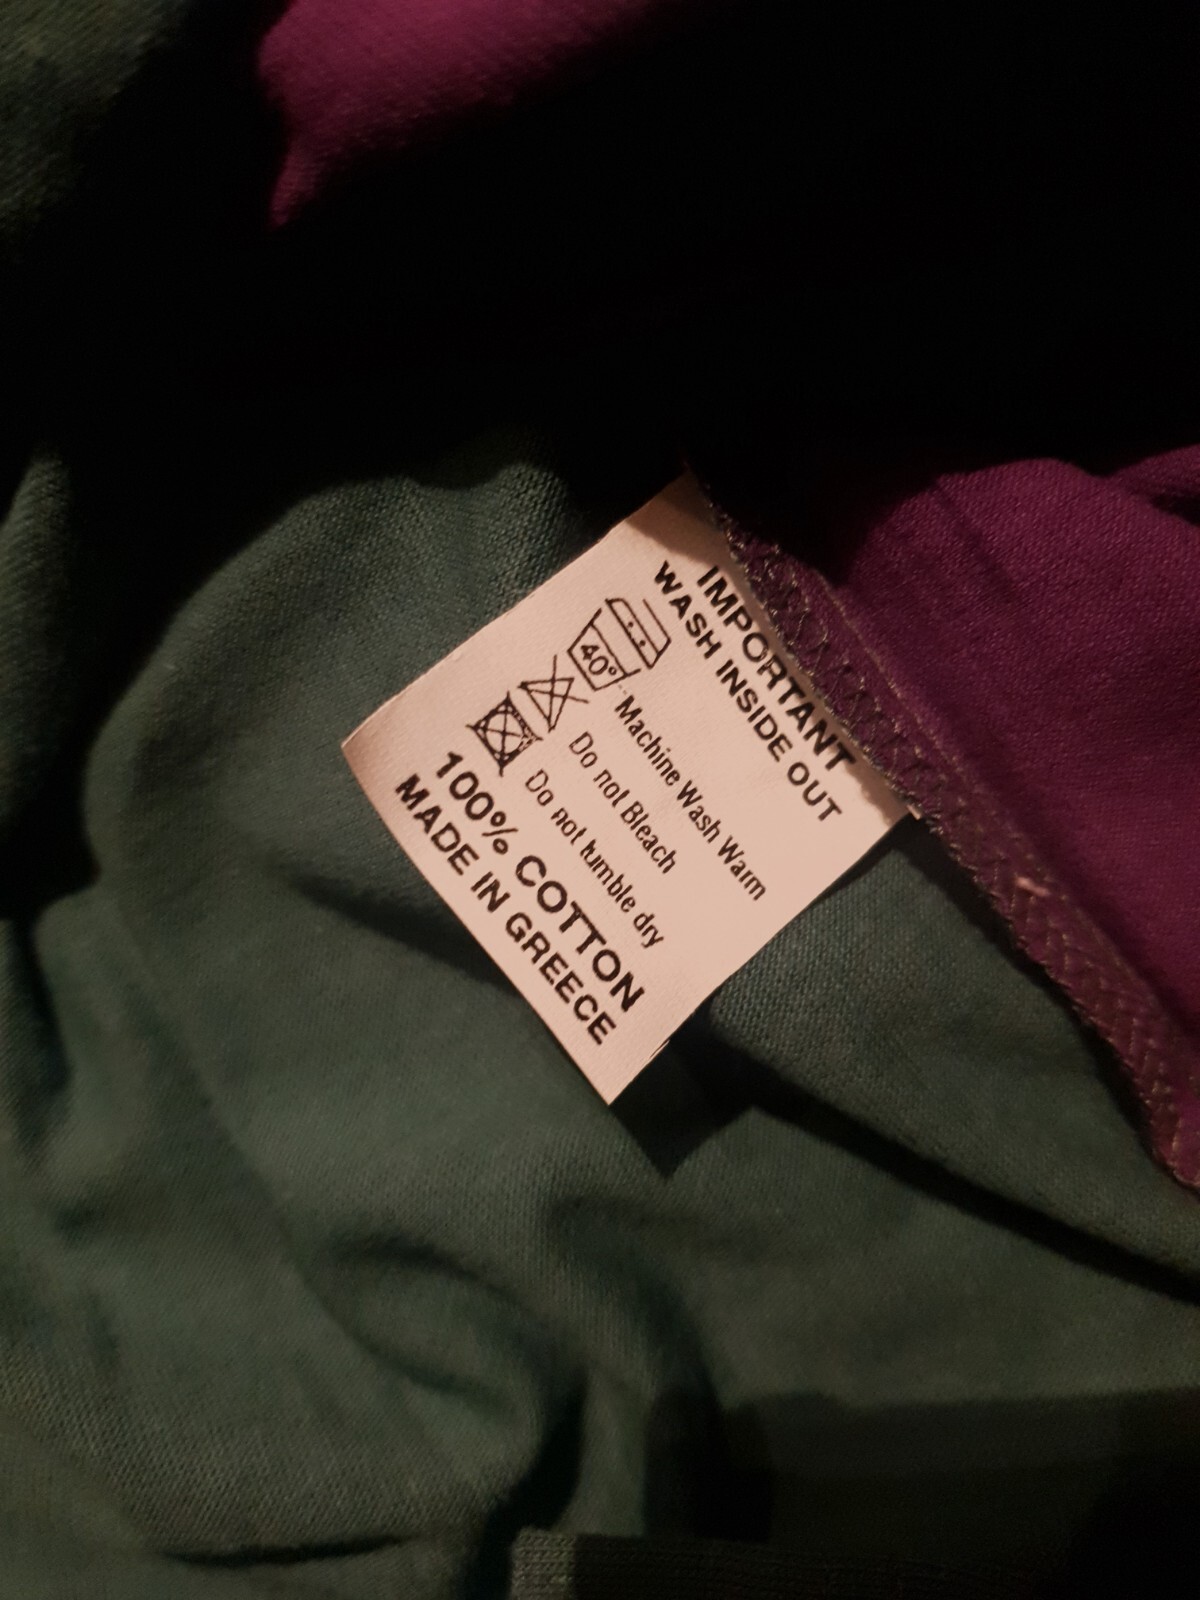 IMPORTANT
WASH INSIDE OUT
40°
Machine Wash Warm
Do not Bleach
Do not tumble dry
100% COTTON
MADE IN GREECE